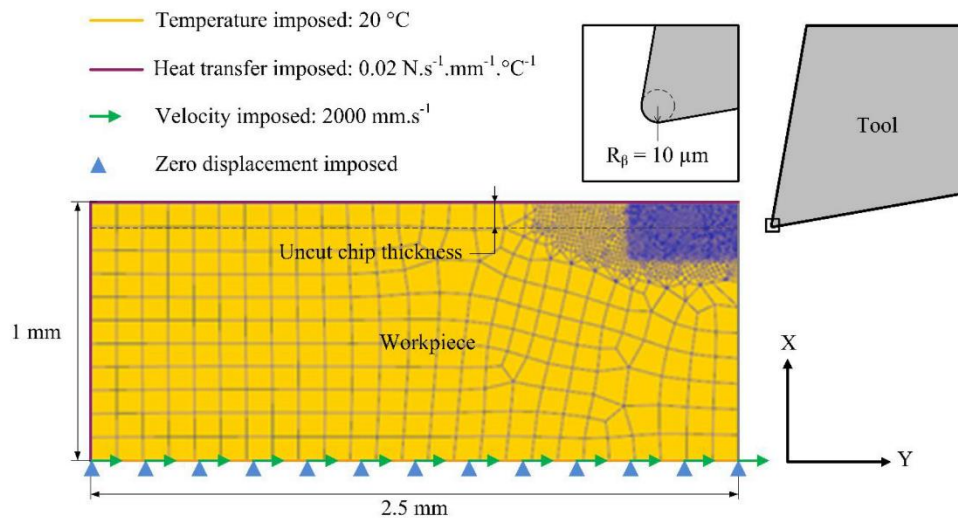 Temperature imposed: 20 °C
Heat transfer imposed: 0.02 N.s⁻¹.mm⁻¹.°C⁻¹
Velocity imposed: 2000 mm.s⁻¹
Zero displacement imposed
R_β = 10 µm
Tool
Uncut chip thickness
1 mm
Workpiece
X
Y
2.5 mm